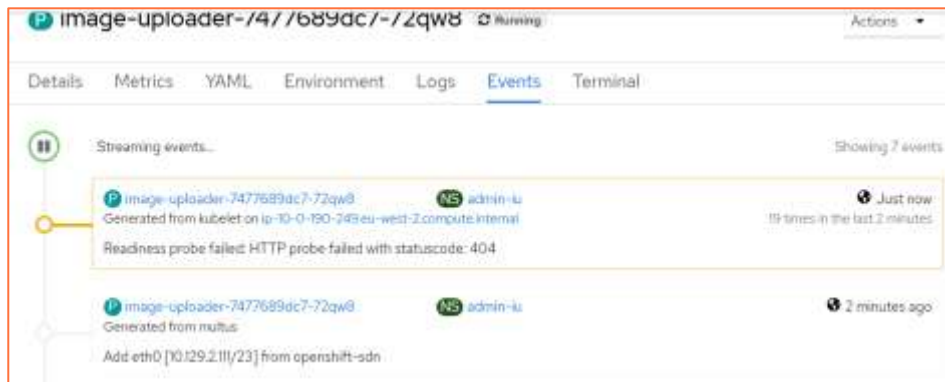 P image-uploader-7477689dc7-72qw8 Running
Actions
Details Metrics YAML Environment Logs Events Terminal
Streaming events...
Showing 7 events
P image-uploader-7477689dc7-72qw8 NS admin-iu Just now
Generated from kubelet on ip-10-0-190-249.eu-west-2.compute.internal 19 times in the last 2 minutes
Readiness probe failed: HTTP probe failed with statuscode: 404
P image-uploader-7477689dc7-72qw8 NS admin-iu 2 minutes ago
Generated from multus
Add eth0 [10.129.2.111/23] from openshift-sdn